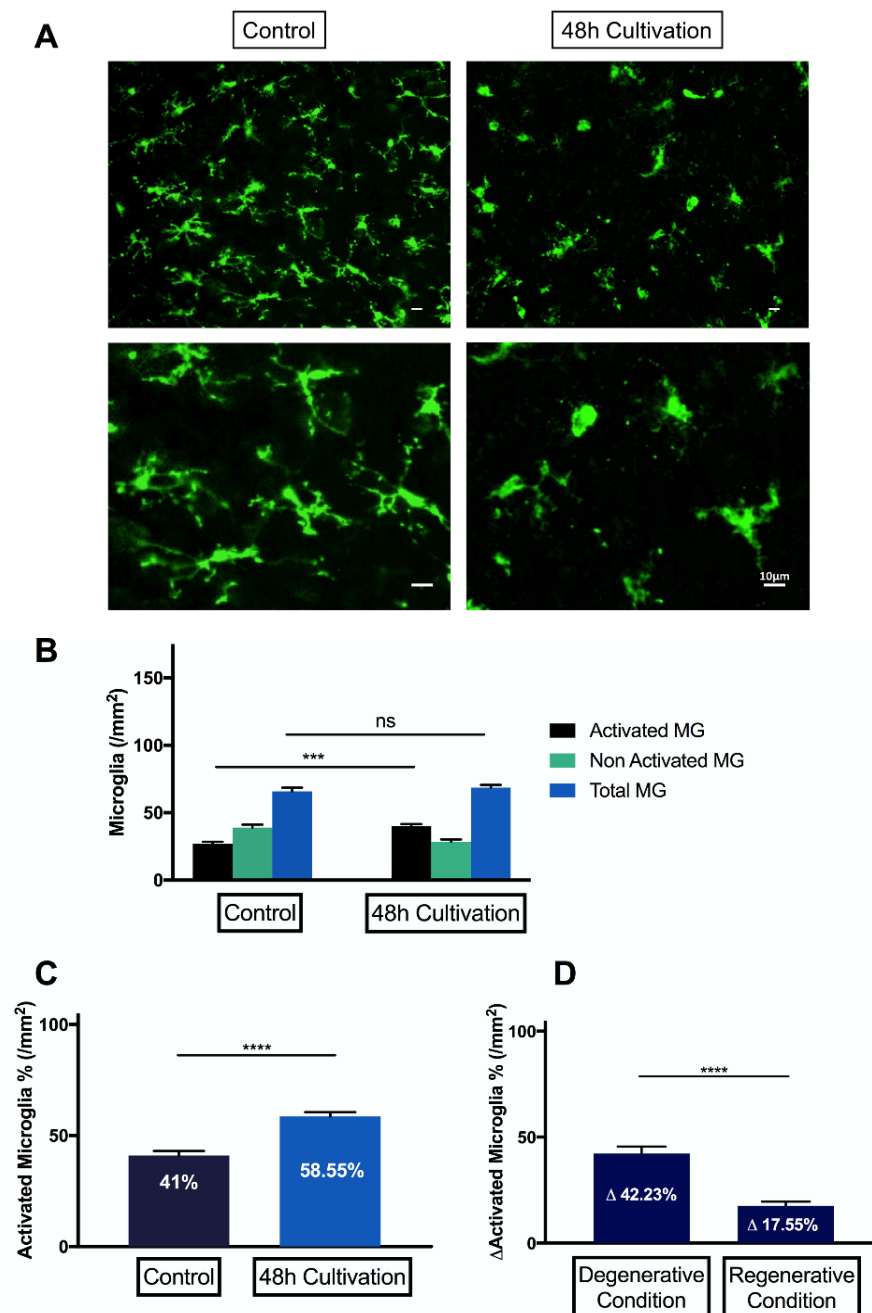 A
Control
48h Cultivation
10µm
B
Microglia (/mm²)
150
100
50
0
ns
***
Activated MG
Non Activated MG
Total MG
Control
48h Cultivation
C
Activated Microglia % (/mm²)
100
50
0
****
41%
58.55%
Control
48h Cultivation
D
ΔActivated Microglia % (/mm²)
100
50
0
****
Δ 42.23%
Δ 17.55%
Degenerative
Condition
Regenerative
Condition